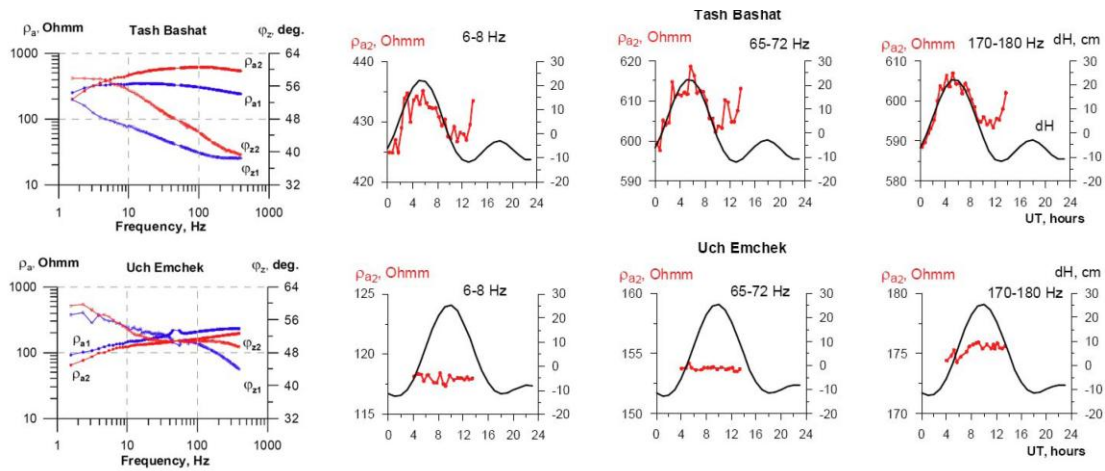 Tash Bashat
ρa, Ohmm
Tash Bashat
φz, deg.
1000
100
10
64
60
56
52
48
44
40
36
32
ρa2
ρa1
φz2
φz1
1 10 100 1000
Frequency, Hz
ρa2, Ohmm
6-8 Hz
440
430
420
30
20
10
0
-10
-20
0 4 8 12 16 20 24
ρa2, Ohmm
65-72 Hz
620
610
600
590
30
20
10
0
-10
-20
0 4 8 12 16 20 24
ρa2, Ohmm
170-180 Hz
dH, cm
610
600
590
580
30
20
10
0
-10
-20
dH
0 4 8 12 16 20 24
UT, hours
Uch Emchek
ρa, Ohmm
Uch Emchek
φz, deg.
1000
100
10
64
60
56
52
48
44
40
36
32
ρa1
ρa2
φz2
φz1
1 10 100 1000
Frequency, Hz
ρa2, Ohmm
6-8 Hz
125
120
115
30
20
10
0
-10
-20
0 4 8 12 16 20 24
ρa2, Ohmm
65-72 Hz
160
155
150
30
20
10
0
-10
-20
0 4 8 12 16 20 24
ρa2, Ohmm
170-180 Hz
dH, cm
180
175
170
30
20
10
0
-10
-20
0 4 8 12 16 20 24
UT, hours